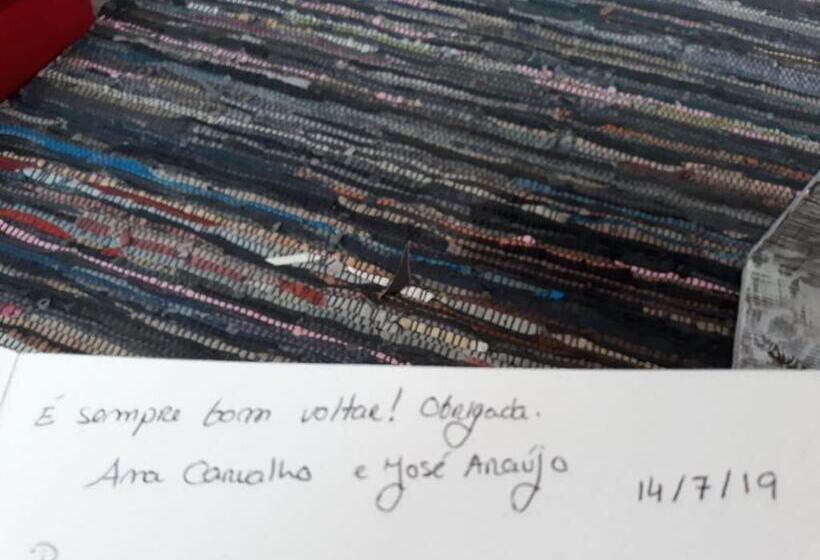 É sempre bom voltar! Obrigada.
Ana Carvalho e José Araújo
14/7/19